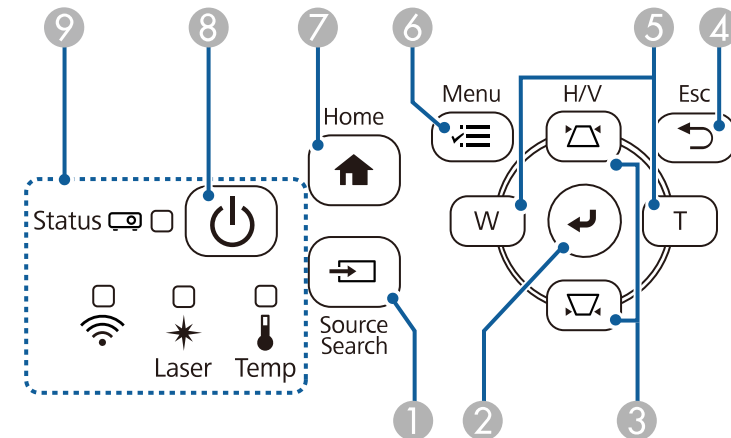 9 8 7 6 5 4
Home
Menu H/V Esc
Status
W T
Source
Search
Laser Temp
1 2 3